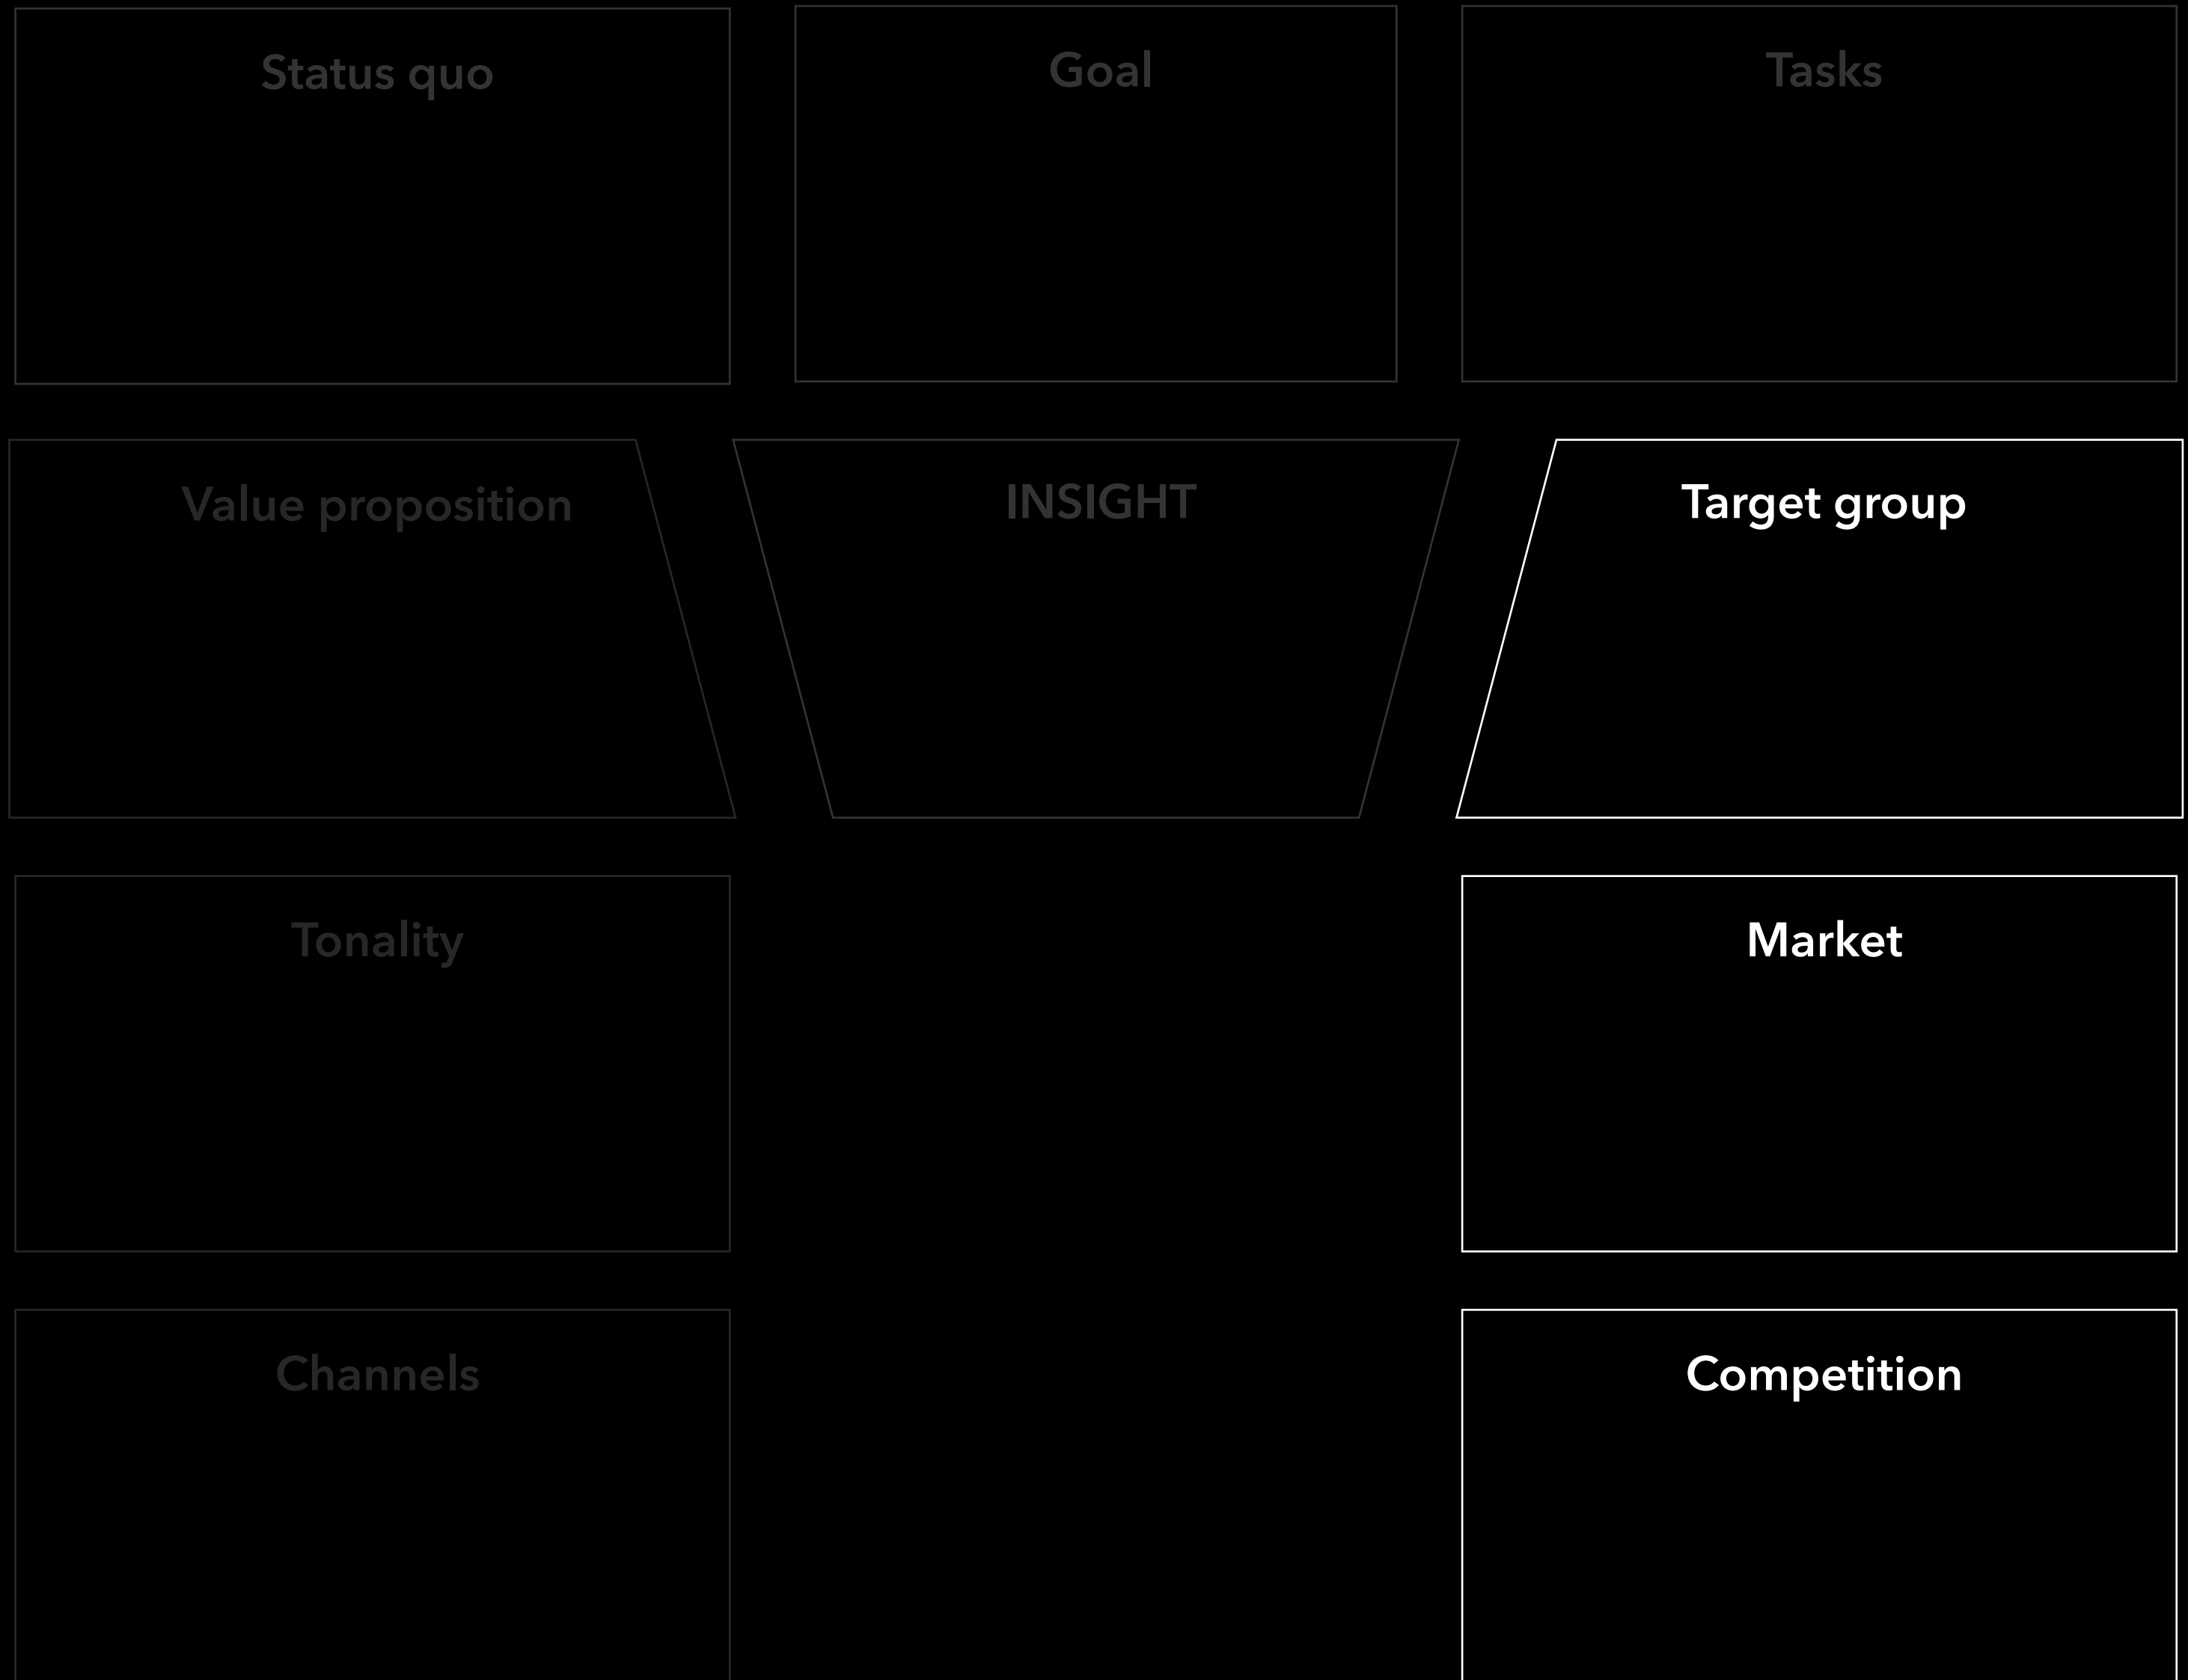 Status quo
Goal
Tasks
Value proposition
INSIGHT
Target group
Tonality
Market
Channels
Competition